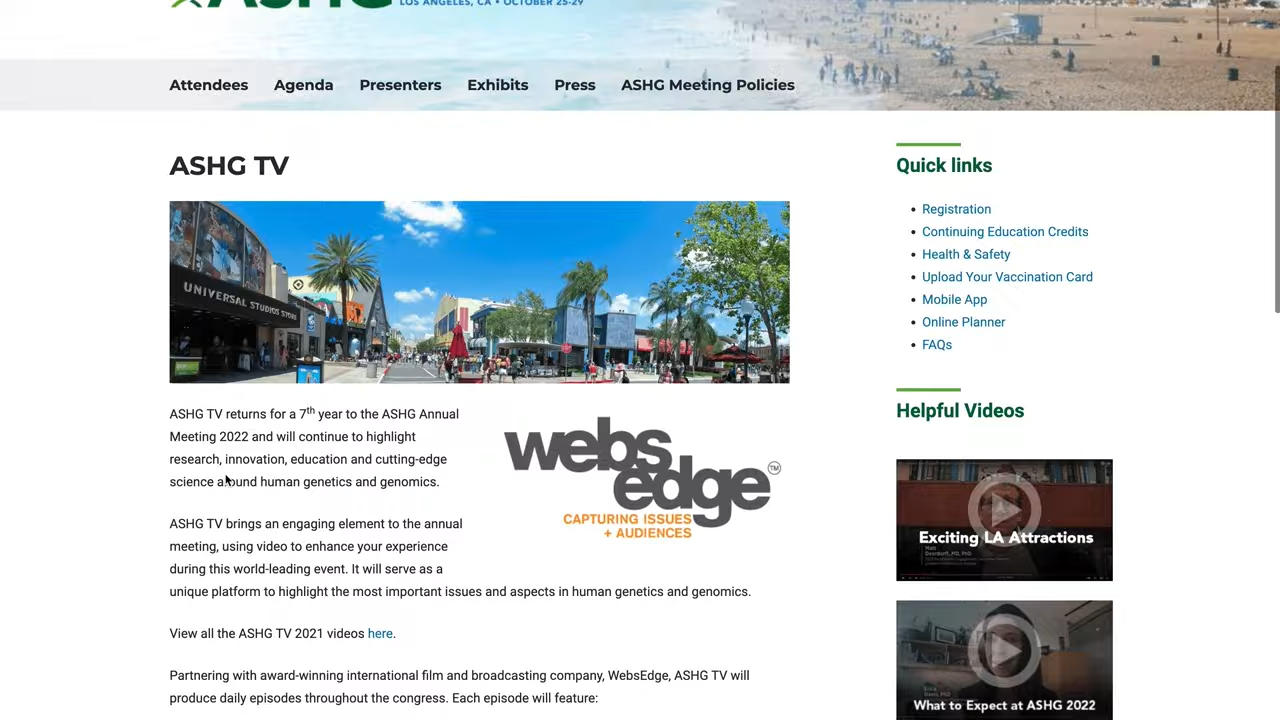 ASHG
LOS ANGELES, CA • OCTOBER 25-29
Attendees
Agenda
Presenters
Exhibits
Press
ASHG Meeting Policies
ASHG TV
UNIVERSAL STUDIOS STORE
ASHG TV returns for a 7th year to the ASHG Annual
Meeting 2022 and will continue to highlight
research, innovation, education and cutting-edge
science around human genetics and genomics.
webs
edge™
CAPTURING ISSUES
+ AUDIENCES
ASHG TV brings an engaging element to the annual
meeting, using video to enhance your experience
during this world-leading event. It will serve as a
unique platform to highlight the most important issues and aspects in human genetics and genomics.
View all the ASHG TV 2021 videos here.
Partnering with award-winning international film and broadcasting company, WebsEdge, ASHG TV will
produce daily episodes throughout the congress. Each episode will feature:
Quick links
• Registration
• Continuing Education Credits
• Health & Safety
• Upload Your Vaccination Card
• Mobile App
• Online Planner
• FAQs
Helpful Videos
Exciting LA Attractions
What to Expect at ASHG 2022